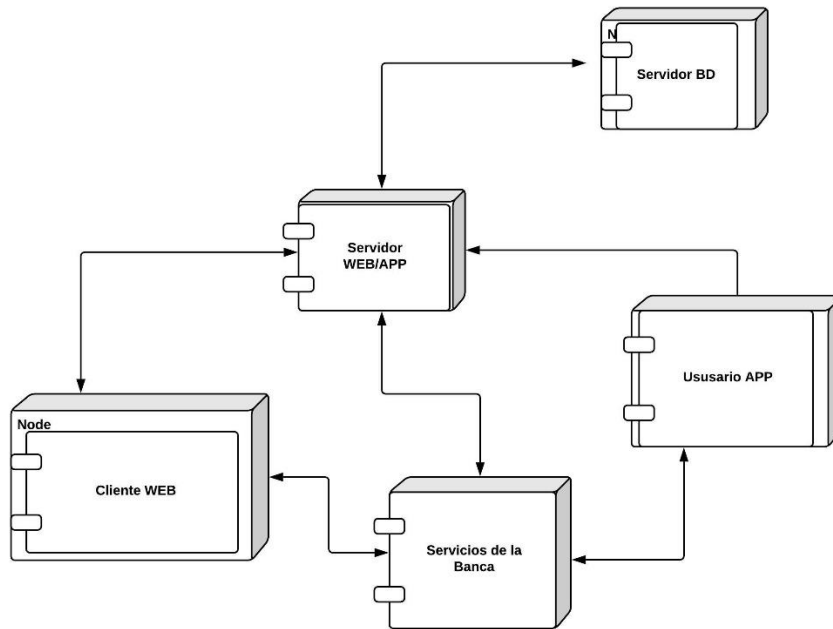 N
Servidor BD
Servidor
WEB/APP
Ususario APP
Node
Cliente WEB
Servicios de la
Banca